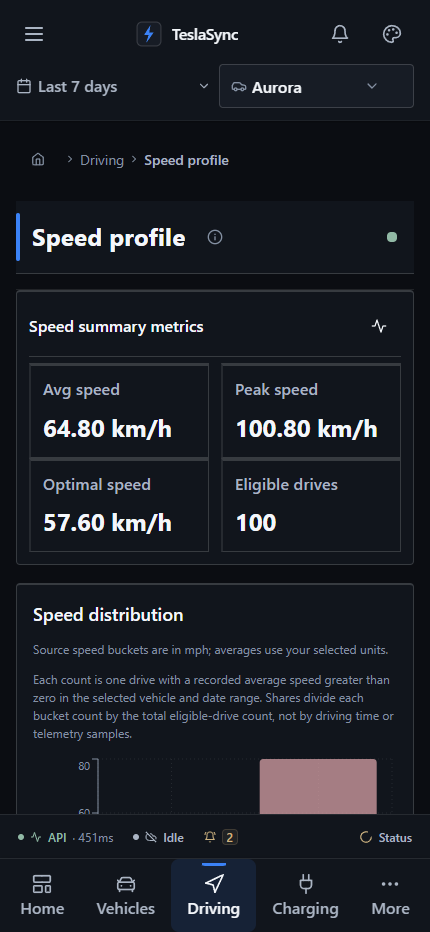 TeslaSync
Last 7 days
Aurora
Driving
Speed profile
Speed profile
Speed summary metrics
Avg speed
64.80 km/h
Peak speed
100.80 km/h
Optimal speed
57.60 km/h
Eligible drives
100
Speed distribution
Source speed buckets are in mph; averages use your selected units.
Each count is one drive with a recorded average speed greater than
zero in the selected vehicle and date range. Shares divide each
bucket count by the total eligible-drive count, not by driving time or
telemetry samples.
80
60
API · 451ms
Idle
2
Status
Home
Vehicles
Driving
Charging
More